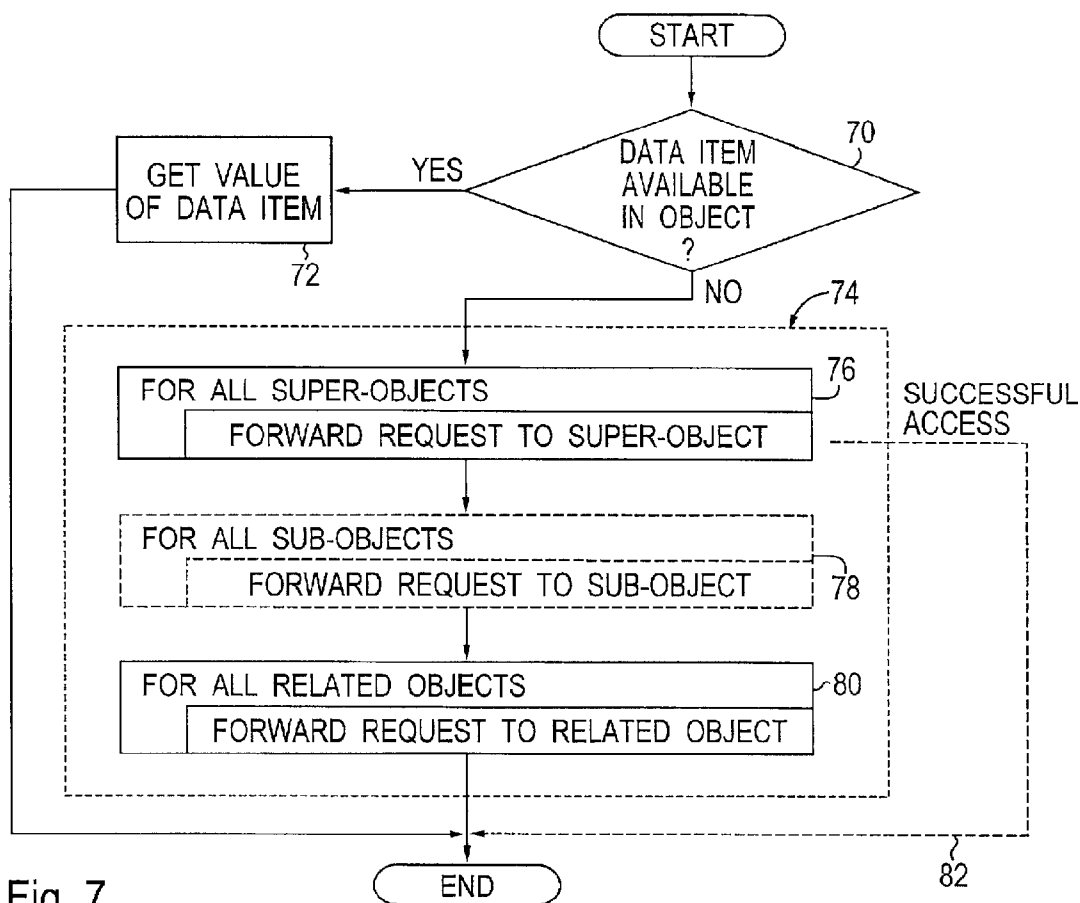 START
DATA ITEM
AVAILABLE
IN OBJECT
?
70
YES
GET VALUE
OF DATA ITEM
72
NO
74
FOR ALL SUPER-OBJECTS
76
FORWARD REQUEST TO SUPER-OBJECT
SUCCESSFUL
ACCESS
FOR ALL SUB-OBJECTS
FORWARD REQUEST TO SUB-OBJECT
78
FOR ALL RELATED OBJECTS
80
FORWARD REQUEST TO RELATED OBJECT
82
END
Fig. 7